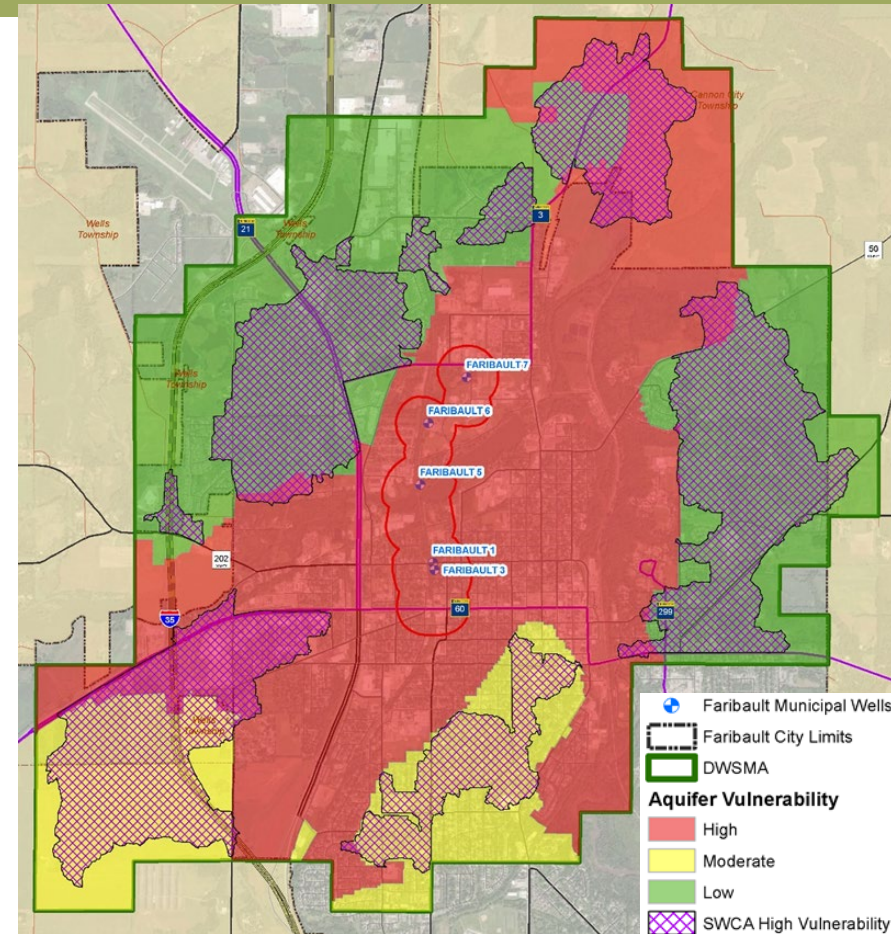 Cannon City
Township
3
Wells
Township
Wells
Township
21
50
FARIBAULT 7
Wells
Township
FARIBAULT 6
FARIBAULT 5
FARIBAULT 1
202
FARIBAULT 3
60
299
35
Wells
Township
Faribault Municipal Wells
Faribault City Limits
DWSMA
Aquifer Vulnerability
High
Moderate
Low
SWCA High Vulnerability